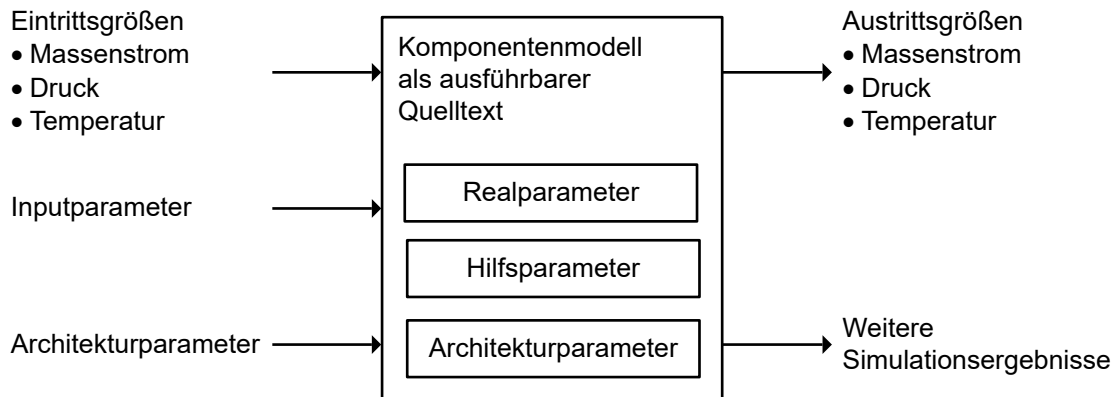 Eintrittsgrößen
• Massenstrom
• Druck
• Temperatur
Inputparameter
Architekturparameter
Komponentenmodell
als ausführbarer
Quelltext
Realparameter
Hilfsparameter
Architekturparameter
Austrittsgrößen
• Massenstrom
• Druck
• Temperatur
Weitere
Simulationsergebnisse